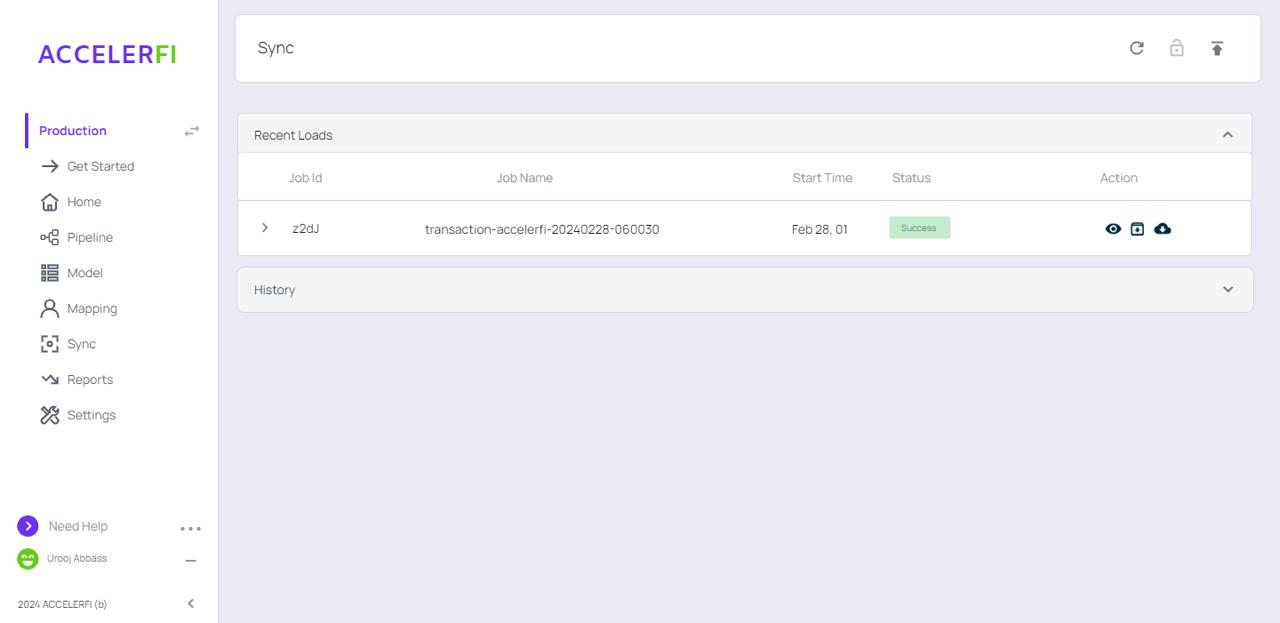 ACCELERFI
Production
Get Started
Home
Pipeline
Model
Mapping
Sync
Reports
Settings
Need Help
Urooj Abbass
2024 ACCELERFI (b)
Sync
Recent Loads
Job Id Job Name Start Time Status Action
z2dJ transaction-accelerfi-20240228-060030 Feb 28, 01 Success
History